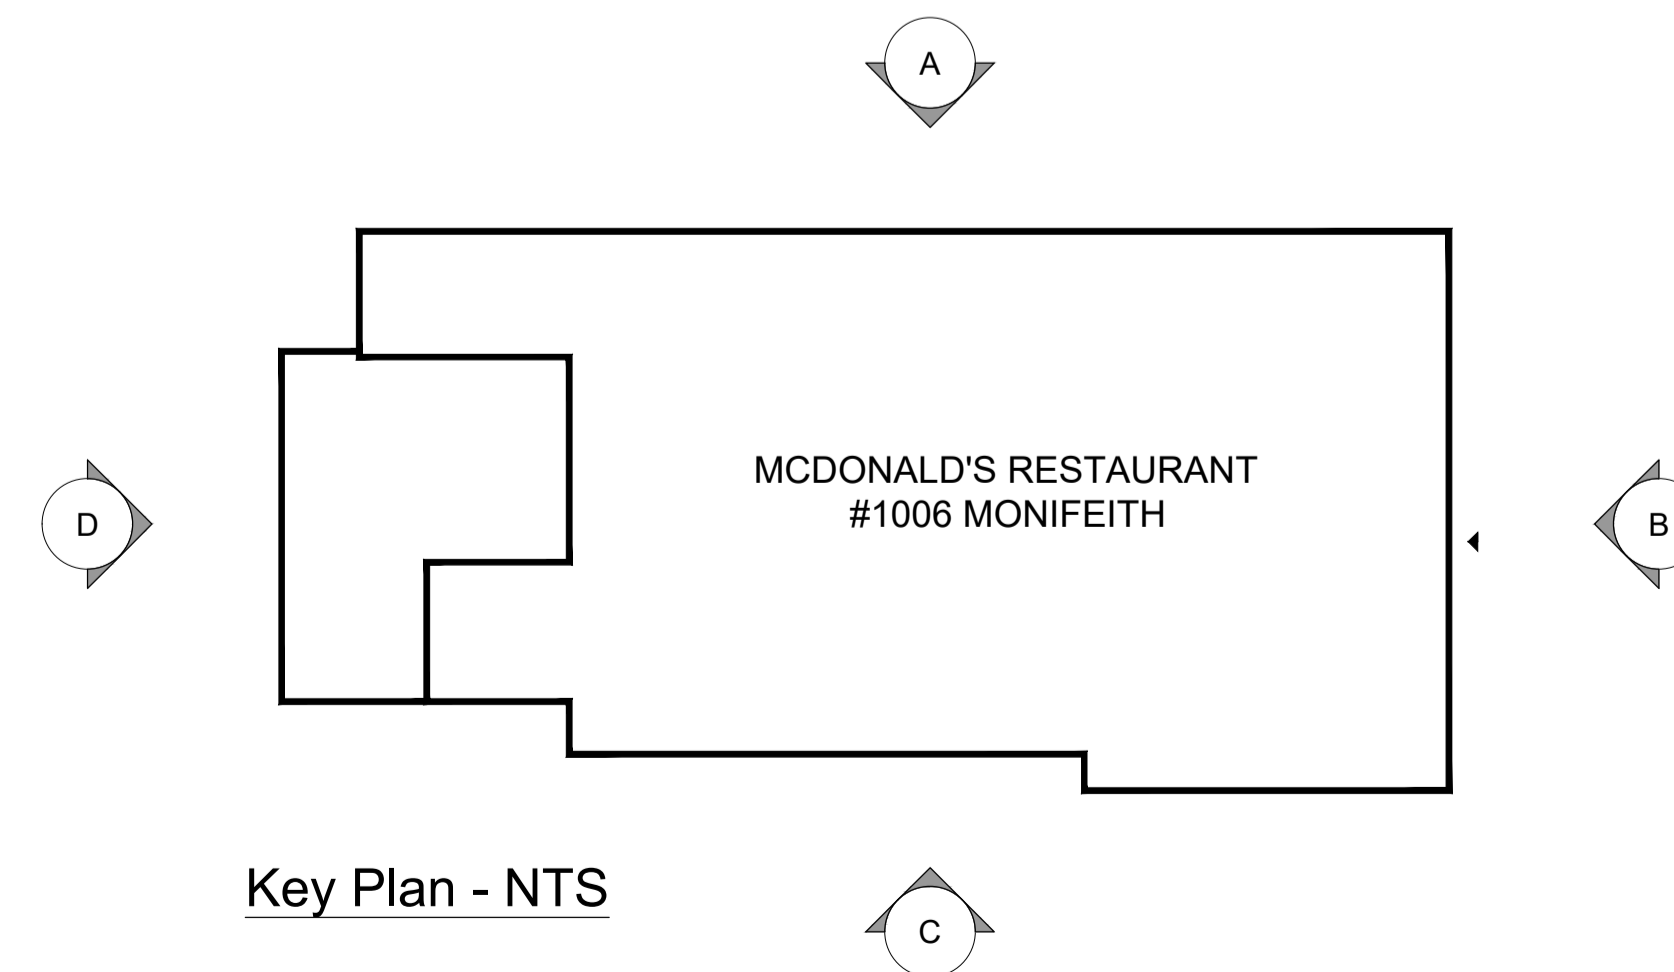 A
MCDONALD'S RESTAURANT
#1006 MONIFEITH
D
B
Key Plan - NTS
C